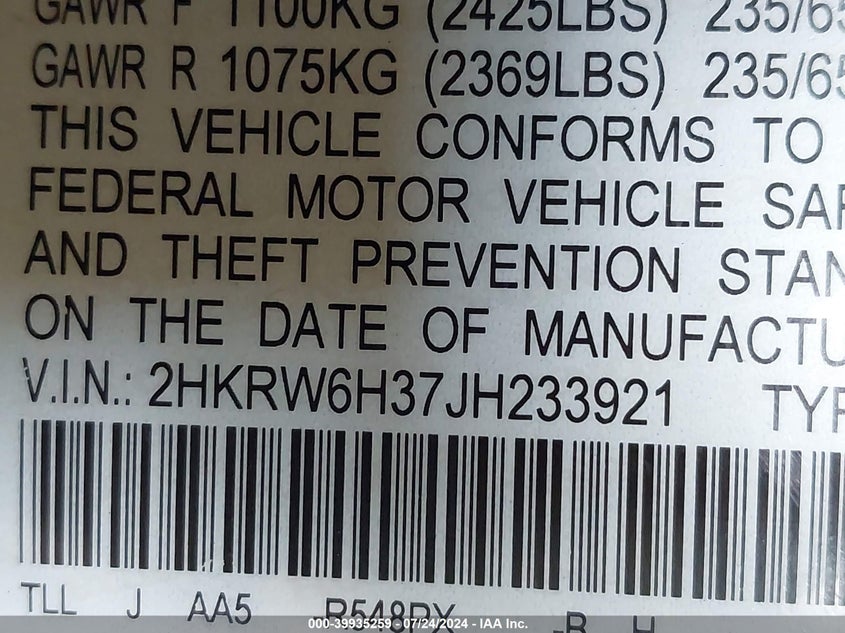 GAWR F 1100KG (2425LBS) 235/65
GAWR R 1075KG (2369LBS) 235/65
THIS VEHICLE CONFORMS TO
FEDERAL MOTOR VEHICLE SAF
AND THEFT PREVENTION STAN
ON THE DATE OF MANUFACTU
V.I.N.: 2HKRW6H37JH233921 TYP
TLL J AA5 R548PX -B H
000-39935259 - 07/24/2024 - IAA Inc.